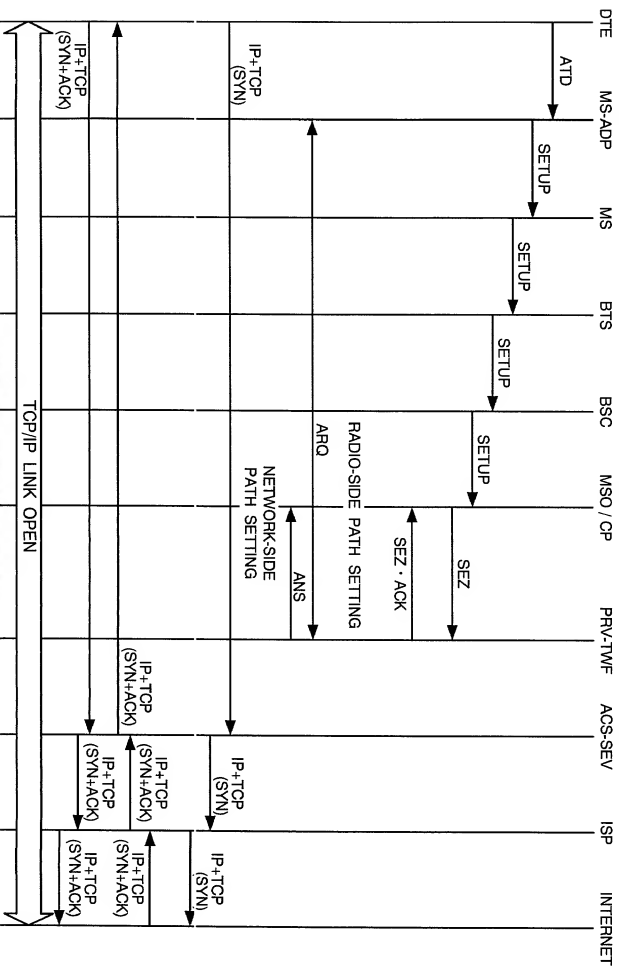 DTE
MS-ADP
MS
BTS
BSC
MSO / CP
PRV-TWF
ACS-SEV
ISP
INTERNET
ATD
SETUP
SETUP
SETUP
SETUP
SEZ
SEZ・ACK
RADIO-SIDE PATH SETTING
ARQ
ANS
NETWORK-SIDE
PATH SETTING
IP+TCP
(SYN)
IP+TCP
(SYN)
IP+TCP
(SYN)
IP+TCP
(SYN+ACK)
IP+TCP
(SYN+ACK)
IP+TCP
(SYN+ACK)
IP+TCP
(SYN+ACK)
IP+TCP
(SYN+ACK)
IP+TCP
(SYN+ACK)
TCP/IP LINK OPEN